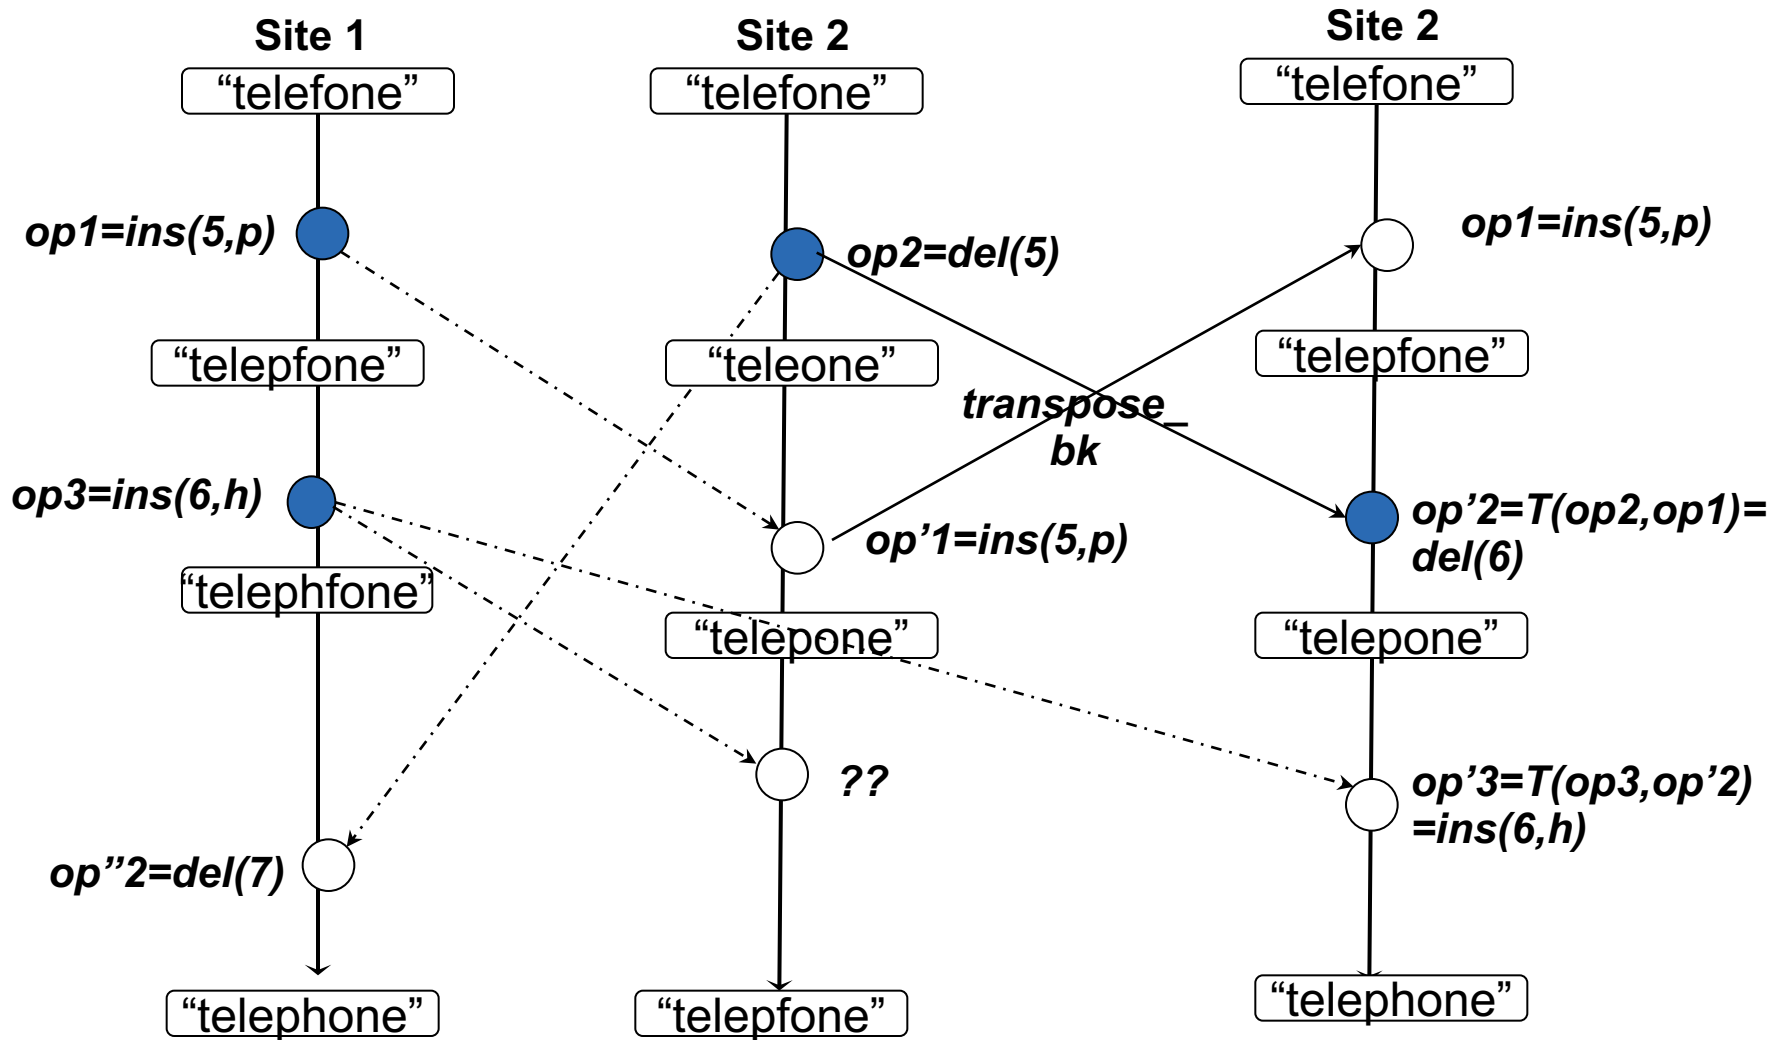 Site 1
Site 2
Site 2
“telefone”
“telefone”
“telefone”
op1=ins(5,p)
op2=del(5)
op1=ins(5,p)
“telepfone”
“teleone”
“telepfone”
transpose_
bk
op3=ins(6,h)
op’1=ins(5,p)
op’2=T(op2,op1)=
del(6)
“telephfone”
“telepone”
“telepone”
??
op’3=T(op3,op’2)
=ins(6,h)
op”2=del(7)
“telephone”
“telepfone”
“telephone”